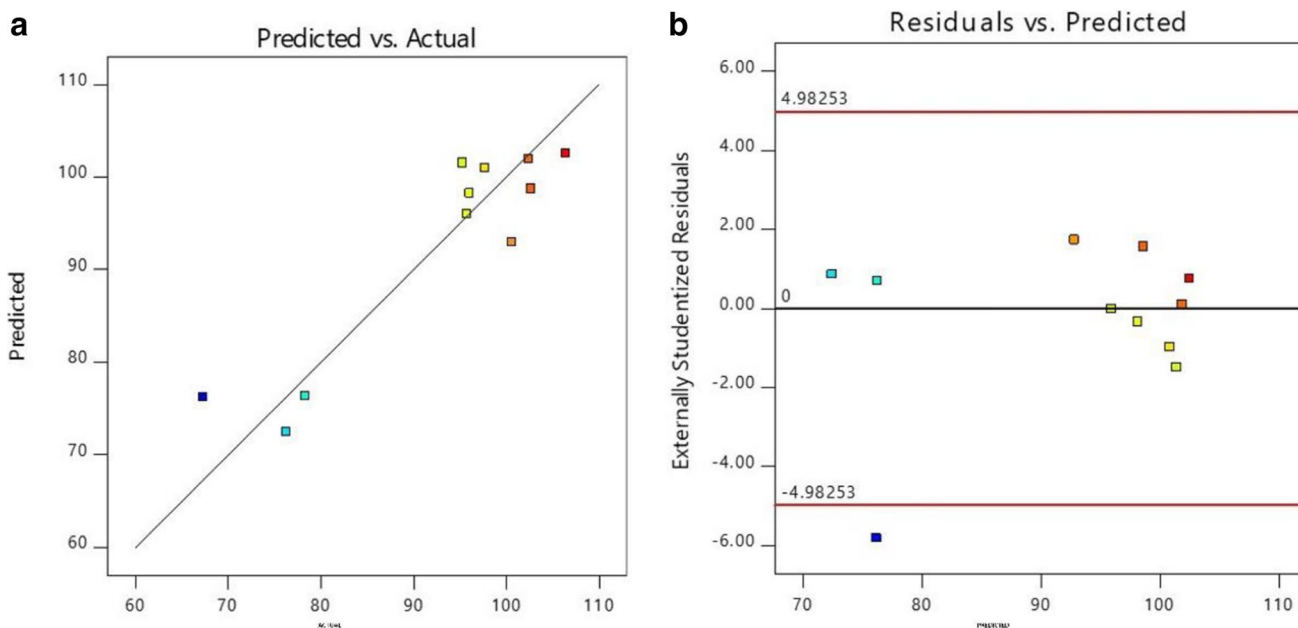 a
Predicted vs. Actual
110
100
90
80
70
60
Predicted
60 70 80 90 100 110
ACTUAL
b
Residuals vs. Predicted
6.00
4.98253
4.00
2.00
0
0.00
-2.00
-4.00
-4.98253
-6.00
Externally Studentized Residuals
70 80 90 100 110
PREDICTED